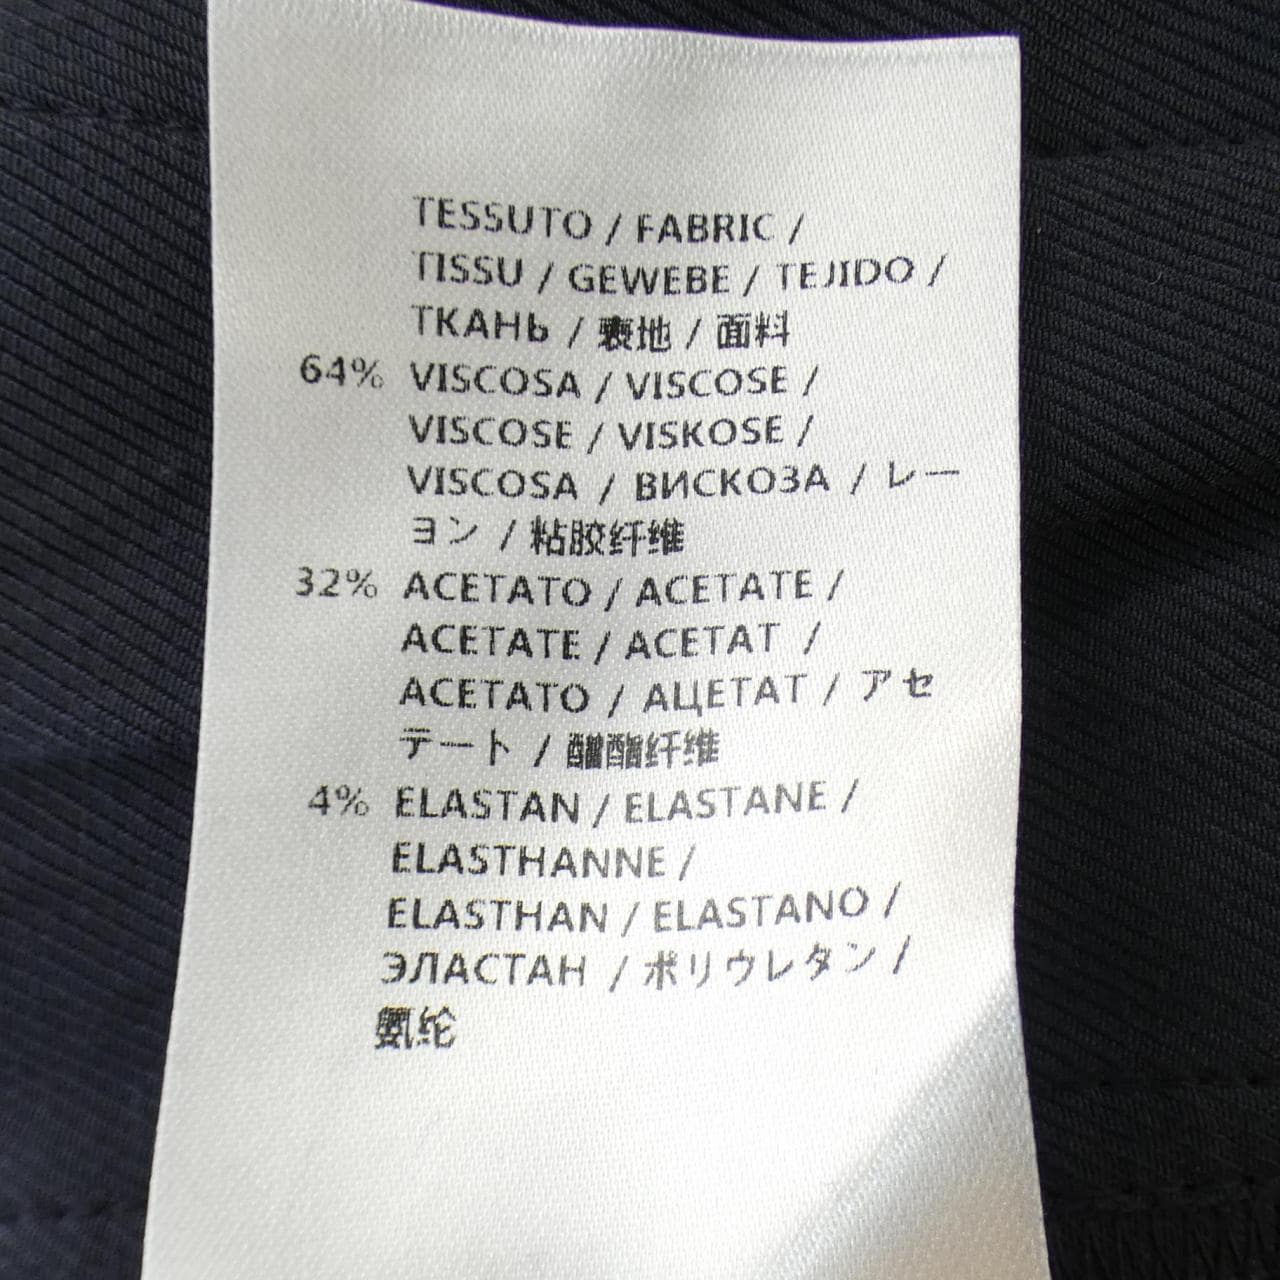 TESSUTO / FABRIC /
TISSU / GEWEBE / TEJIDO /
ТКАНЬ / 表地 / 面料
64% VISCOSA / VISCOSE /
VISCOSE / VISKOSE /
VISCOSA / ВИСКОЗА / レー
ヨン / 粘胶纤维
32% ACETATO / ACETATE /
ACETATE / ACETAT /
ACETATO / АЦЕТАТ / アセ
テート / 醋酯纤维
4% ELASTAN / ELASTANE /
ELASTHANNE /
ELASTHAN / ELASTANO /
ЭЛАСТАН / ポリウレタン /
氨纶